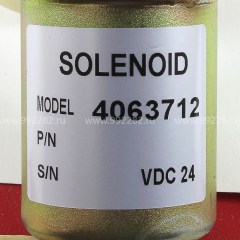 SOLENOID
MODEL 4063712
P/N
S/N VDC 24